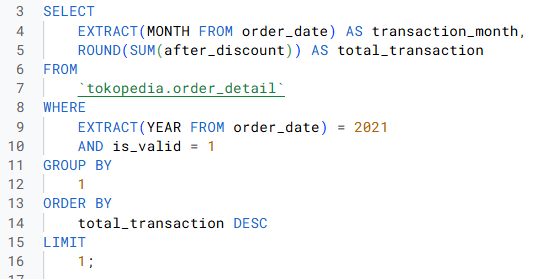 3 SELECT
4 EXTRACT(MONTH FROM order_date) AS transaction_month,
5 ROUND(SUM(after_discount)) AS total_transaction
6 FROM
7 `tokopedia.order_detail`
8 WHERE
9 EXTRACT(YEAR FROM order_date) = 2021
10 AND is_valid = 1
11 GROUP BY
12 1
13 ORDER BY
14 total_transaction DESC
15 LIMIT
16 1;